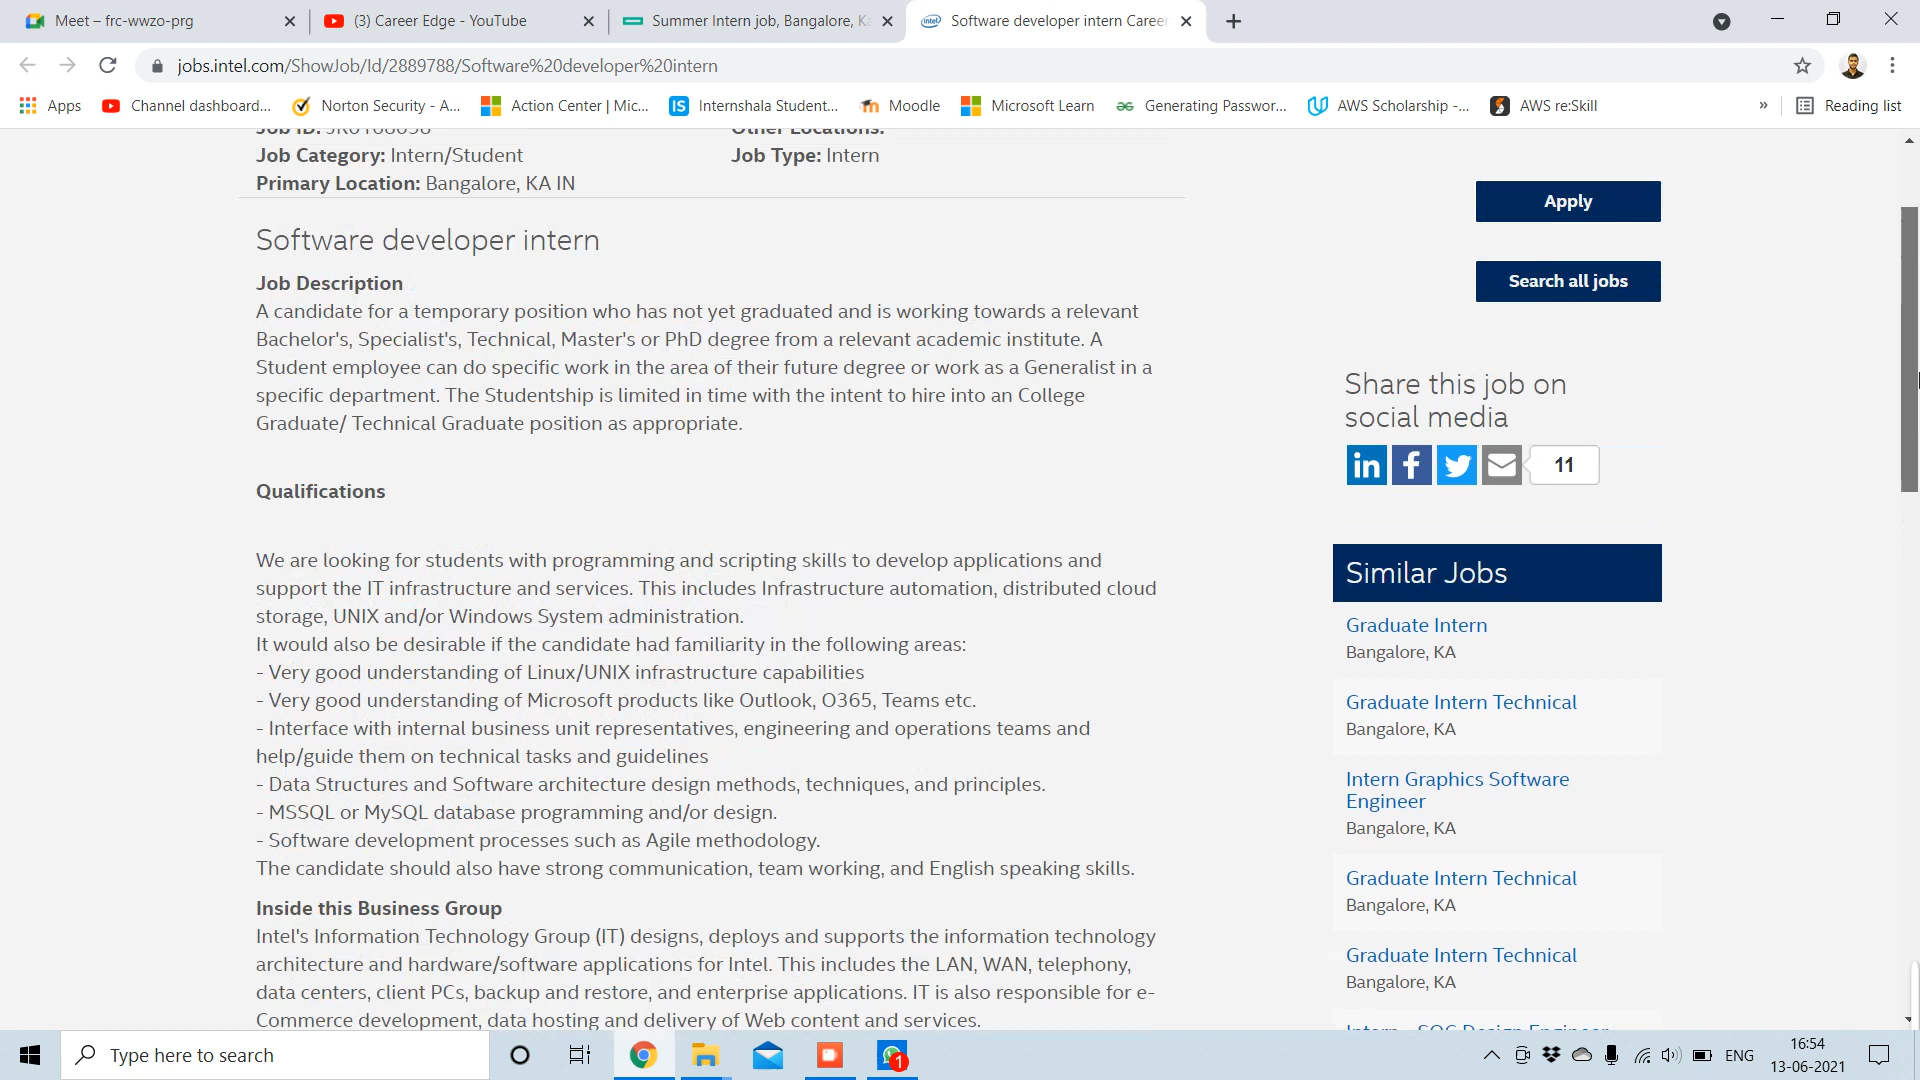 Meet – frc-wwzo-prg
(3) Career Edge - YouTube
Summer Intern job, Bangalore, Ka
Software developer intern Career
jobs.intel.com/ShowJob/Id/2889788/Software%20developer%20intern
Apps
Channel dashboard...
Norton Security - A...
Action Center | Mic...
IS Internshala Student...
Moodle
Microsoft Learn
Generating Passwor...
AWS Scholarship -...
AWS re:Skill
»
Reading list
Other Locations:
Job Category: Intern/Student
Job Type: Intern
Primary Location: Bangalore, KA IN
Apply
Search all jobs
Software developer intern
Job Description
A candidate for a temporary position who has not yet graduated and is working towards a relevant
Bachelor's, Specialist's, Technical, Master's or PhD degree from a relevant academic institute. A
Student employee can do specific work in the area of their future degree or work as a Generalist in a
specific department. The Studentship is limited in time with the intent to hire into an College
Graduate/ Technical Graduate position as appropriate.
Qualifications
We are looking for students with programming and scripting skills to develop applications and
support the IT infrastructure and services. This includes Infrastructure automation, distributed cloud
storage, UNIX and/or Windows System administration.
It would also be desirable if the candidate had familiarity in the following areas:
- Very good understanding of Linux/UNIX infrastructure capabilities
- Very good understanding of Microsoft products like Outlook, O365, Teams etc.
- Interface with internal business unit representatives, engineering and operations teams and
help/guide them on technical tasks and guidelines
- Data Structures and Software architecture design methods, techniques, and principles.
- MSSQL or MySQL database programming and/or design.
- Software development processes such as Agile methodology.
The candidate should also have strong communication, team working, and English speaking skills.
Inside this Business Group
Intel's Information Technology Group (IT) designs, deploys and supports the information technology
architecture and hardware/software applications for Intel. This includes the LAN, WAN, telephony,
data centers, client PCs, backup and restore, and enterprise applications. IT is also responsible for e-
Commerce development, data hosting and delivery of Web content and services.
Share this job on
social media
11
Similar Jobs
Graduate Intern
Bangalore, KA
Graduate Intern Technical
Bangalore, KA
Intern Graphics Software
Engineer
Bangalore, KA
Graduate Intern Technical
Bangalore, KA
Graduate Intern Technical
Bangalore, KA
Intern - SOC Design Engineer
Type here to search
1
ENG
16:54
13-06-2021